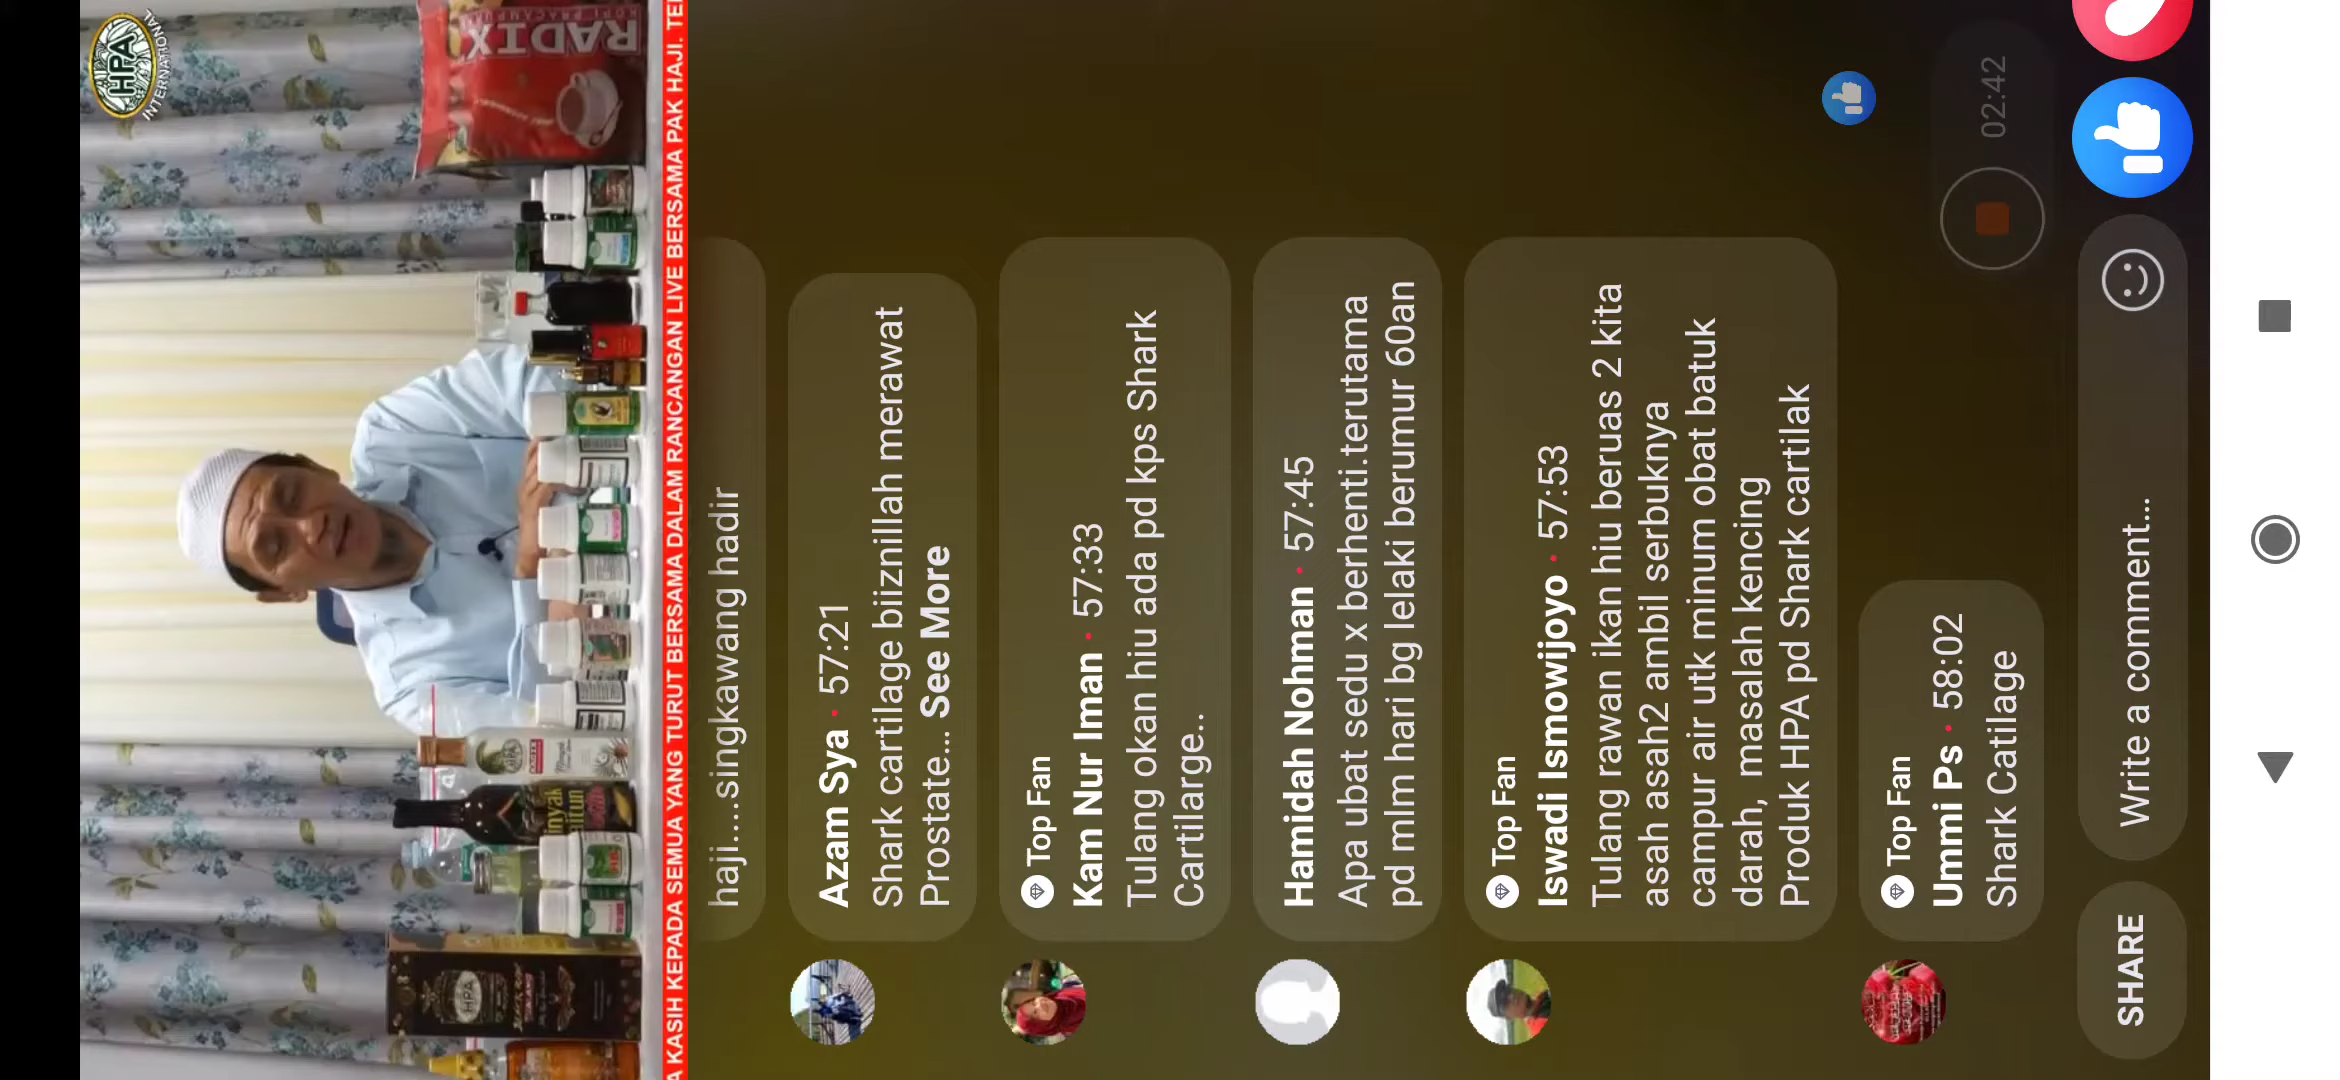 HPA
INTERNATIONAL
RADIX
KOPI PRACAMPURAN
HPA
A KASIH KEPADA SEMUA YANG TURUT BERSAMA DALAM RANCANGAN LIVE BERSAMA PAK HAJI. TE
haji....singkawang hadir
Azam Sya · 57:21
Shark cartilage biiznillah merawat
Prostate... See More
Top Fan
Kam Nur Iman · 57:33
Tulang okan hiu ada pd kps Shark
Cartilarge..
Hamidah Nohman · 57:45
Apa ubat sedu x berhenti.terutama
pd mlm hari bg lelaki berumur 60an
Top Fan
Iswadi Ismowijoyo · 57:53
Tulang rawan ikan hiu beruas 2 kita
asah asah2 ambil serbuknya
campur air utk minum obat batuk
darah, masalah kencing
Produk HPA pd Shark cartilak
Top Fan
Ummi Ps · 58:02
Shark Catilage
02:42
SHARE
Write a comment...